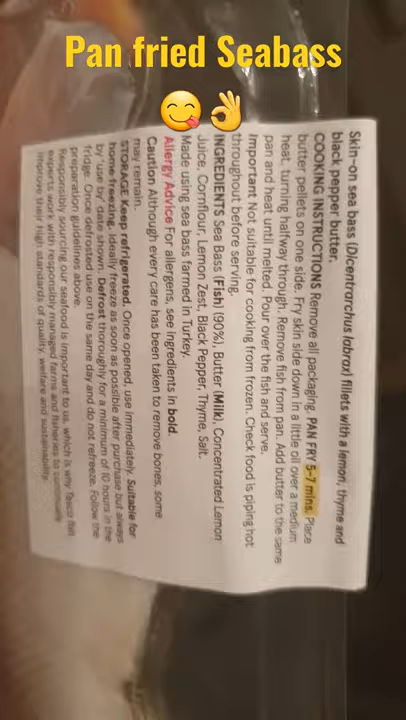 Pan fried Seabass
😋👌
Skin-on sea bass (Dicentrarchus labrax) fillets with a lemon, thyme and
black pepper butter.
COOKING INSTRUCTIONS Remove all packaging. PAN FRY 5-7 mins. Place
butter pellets on one side. Fry skin side down in a little oil over a medium
heat, turning halfway through. Remove fish from pan. Add butter to the same
pan and heat until melted. Pour over the fish and serve.
Important Not suitable for cooking from frozen. Check food is piping hot
throughout before serving.
INGREDIENTS Sea Bass (Fish) (90%), Butter (Milk), Concentrated Lemon
Juice, Cornflour, Lemon Zest, Black Pepper, Thyme, Salt.
Made using sea bass farmed in Turkey.
Allergy Advice For allergens, see ingredients in bold.
Caution Although every care has been taken to remove bones, some
may remain.
STORAGE Keep refrigerated. Once opened, use immediately. Suitable for
home freezing. Ideally freeze as soon as possible after purchase but always
by 'use by' date shown. Defrost thoroughly for a minimum of 10 hours in the
fridge. Once defrosted use on the same day and do not refreeze. Follow the
preparation guidelines above.
Responsibly sourcing our seafood is important to us, which is why Tesco fish
experts work with responsibly managed farms and fisheries to continually
improve their high standards of quality, welfare and sustainability.